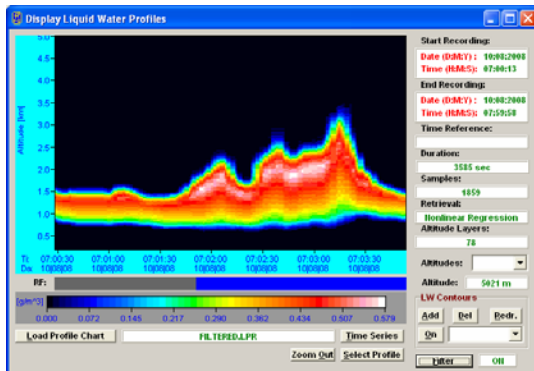 Display Liquid Water Profiles
5.0
4.5
4.0
3.5
3.0
2.5
2.0
1.5
1.0
0.5
Altitude [km]
Ti: 07:00:30 07:01:00 07:01:30 07:02:00 07:02:30 07:03:00 07:03:30
Da: 10|08|08 10|08|08 10|08|08 10|08|08 10|08|08 10|08|08 10|08|08
RF:
[g/m^3]
0.000 0.072 0.145 0.217 0.290 0.362 0.434 0.507 0.579
Load Profile Chart
FILTERED.LPR
Time Series
Zoom Out
Select Profile
Start Recording:
Date (D:M:Y) : 10:08:2008
Time (H:M:S): 07:00:13
End Recording:
Date (D:M:Y) : 10:08:2008
Time (H:M:S): 07:59:58
Time Reference:
Duration:
3585 sec
Samples:
1859
Retrieval:
Nonlinear Regression
Altitude Layers:
78
Altitudes:
Altitude: 5021 m
LW Contours
Add Del Redr.
On
Filter ON